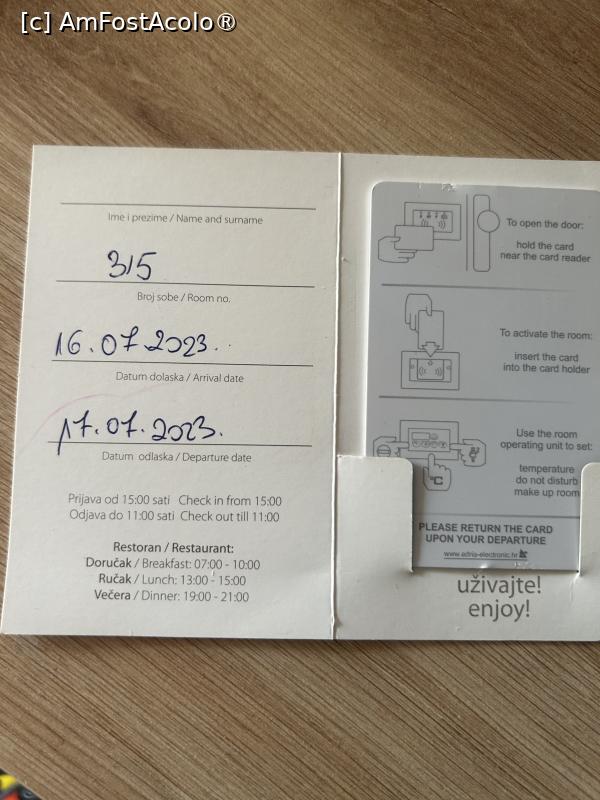 [c] AmFostAcolo®
Ime i prezime / Name and surname
315
Broj sobe / Room no.
16.07.2023.
Datum dolaska / Arrival date
17.07.2023.
Datum odlaska / Departure date
Prijava od 15:00 sati Check in from 15:00
Odjava do 11:00 sati Check out till 11:00
Restoran / Restaurant:
Doručak / Breakfast: 07:00 - 10:00
Ručak / Lunch: 13:00 - 15:00
Večera / Dinner: 19:00 - 21:00
To open the door:
hold the card
near the card reader
To activate the room:
insert the card
into the card holder
Use the room
operating unit to set:
temperature
do not disturb
make up room
°C
PLEASE RETURN THE CARD
UPON YOUR DEPARTURE
www.adria-electronic.hr
uživajte!
enjoy!